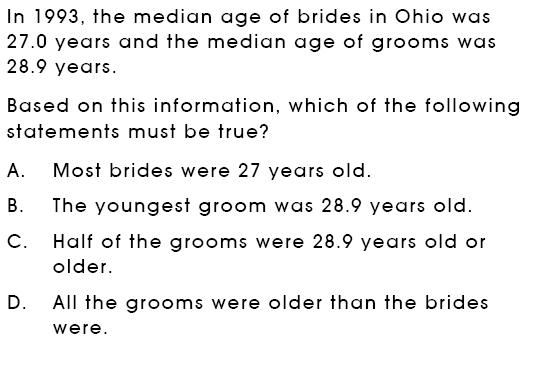 In 1993, the median age of brides in Ohio was
27.0 years and the median age of grooms was
28.9 years.
Based on this information, which of the following
statements must be true?
A. Most brides were 27 years old.
B. The youngest groom was 28.9 years old.
C. Half of the grooms were 28.9 years old or
older.
D. All the grooms were older than the brides
were.